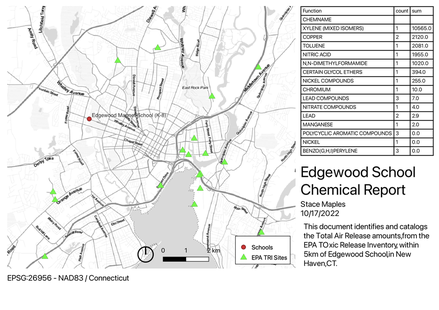 Function count sum
CHEMNAME
XYLENE (MIXED ISOMERS) 1 10565.0
COPPER 2 2120.0
TOLUENE 1 2081.0
NITRIC ACID 1 1955.0
N,N-DIMETHYLFORMAMIDE 1 1020.0
CERTAIN GLYCOL ETHERS 1 394.0
NICKEL COMPOUNDS 1 255.0
CHROMIUM 1 10.0
LEAD COMPOUNDS 3 7.0
NITRATE COMPOUNDS 1 4.0
LEAD 2 2.9
MANGANESE 1 2.0
POLYCYCLIC AROMATIC COMPOUNDS 3 0.0
NICKEL 1 0.0
BENZO(G,H,I)PERYLENE 3 0.0
East Rock Park
Edgewood Magnet School (K-8)
Orange Avenue
0 1 2 km
Schools
EPA TRI Sites
Edgewood School
Chemical Report
Stace Maples
10/17/2022
This document identifies and catalogs
the Total Air Release amounts,from the
EPA TOxic Release Inventory, within
5km of Edgewood School,in New
Haven,CT.
EPSG:26956 - NAD83 / Connecticut